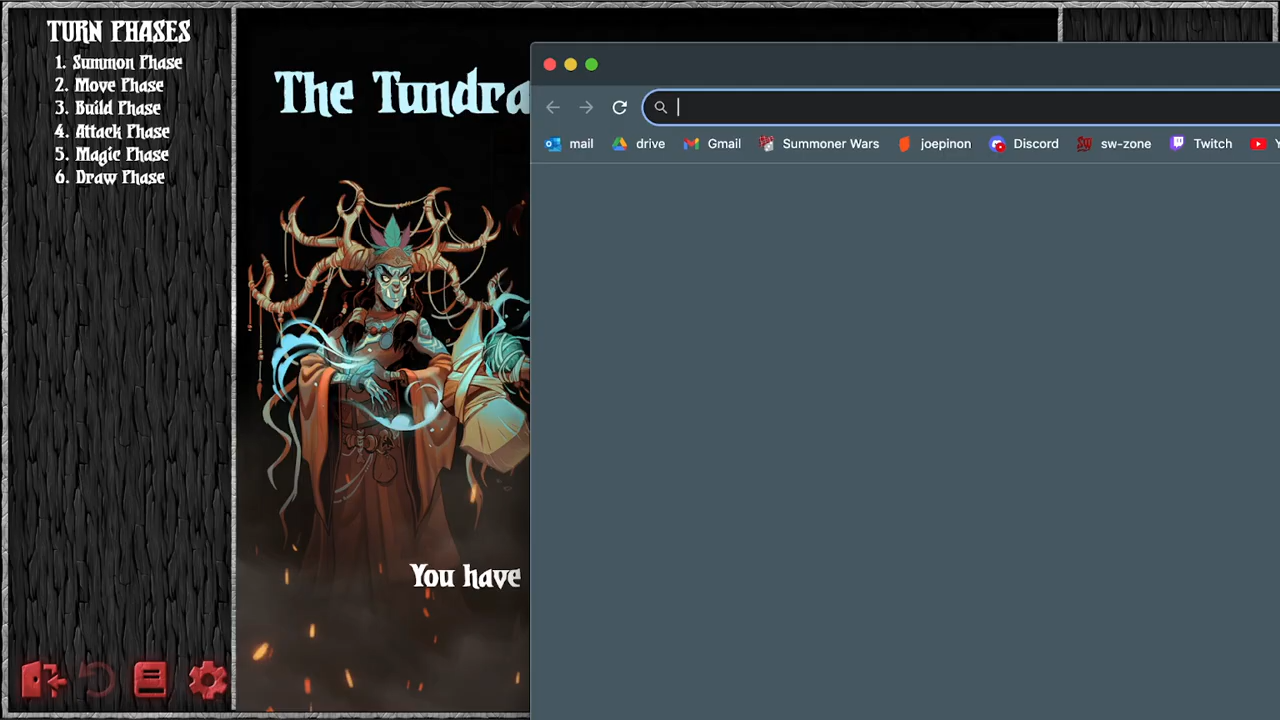 TURN PHASES
1. Summon Phase
2. Move Phase
3. Build Phase
4. Attack Phase
5. Magic Phase
6. Draw Phase
The Tundra
mail drive Gmail Summoner Wars joepinon Discord sw-zone Twitch Y
You have